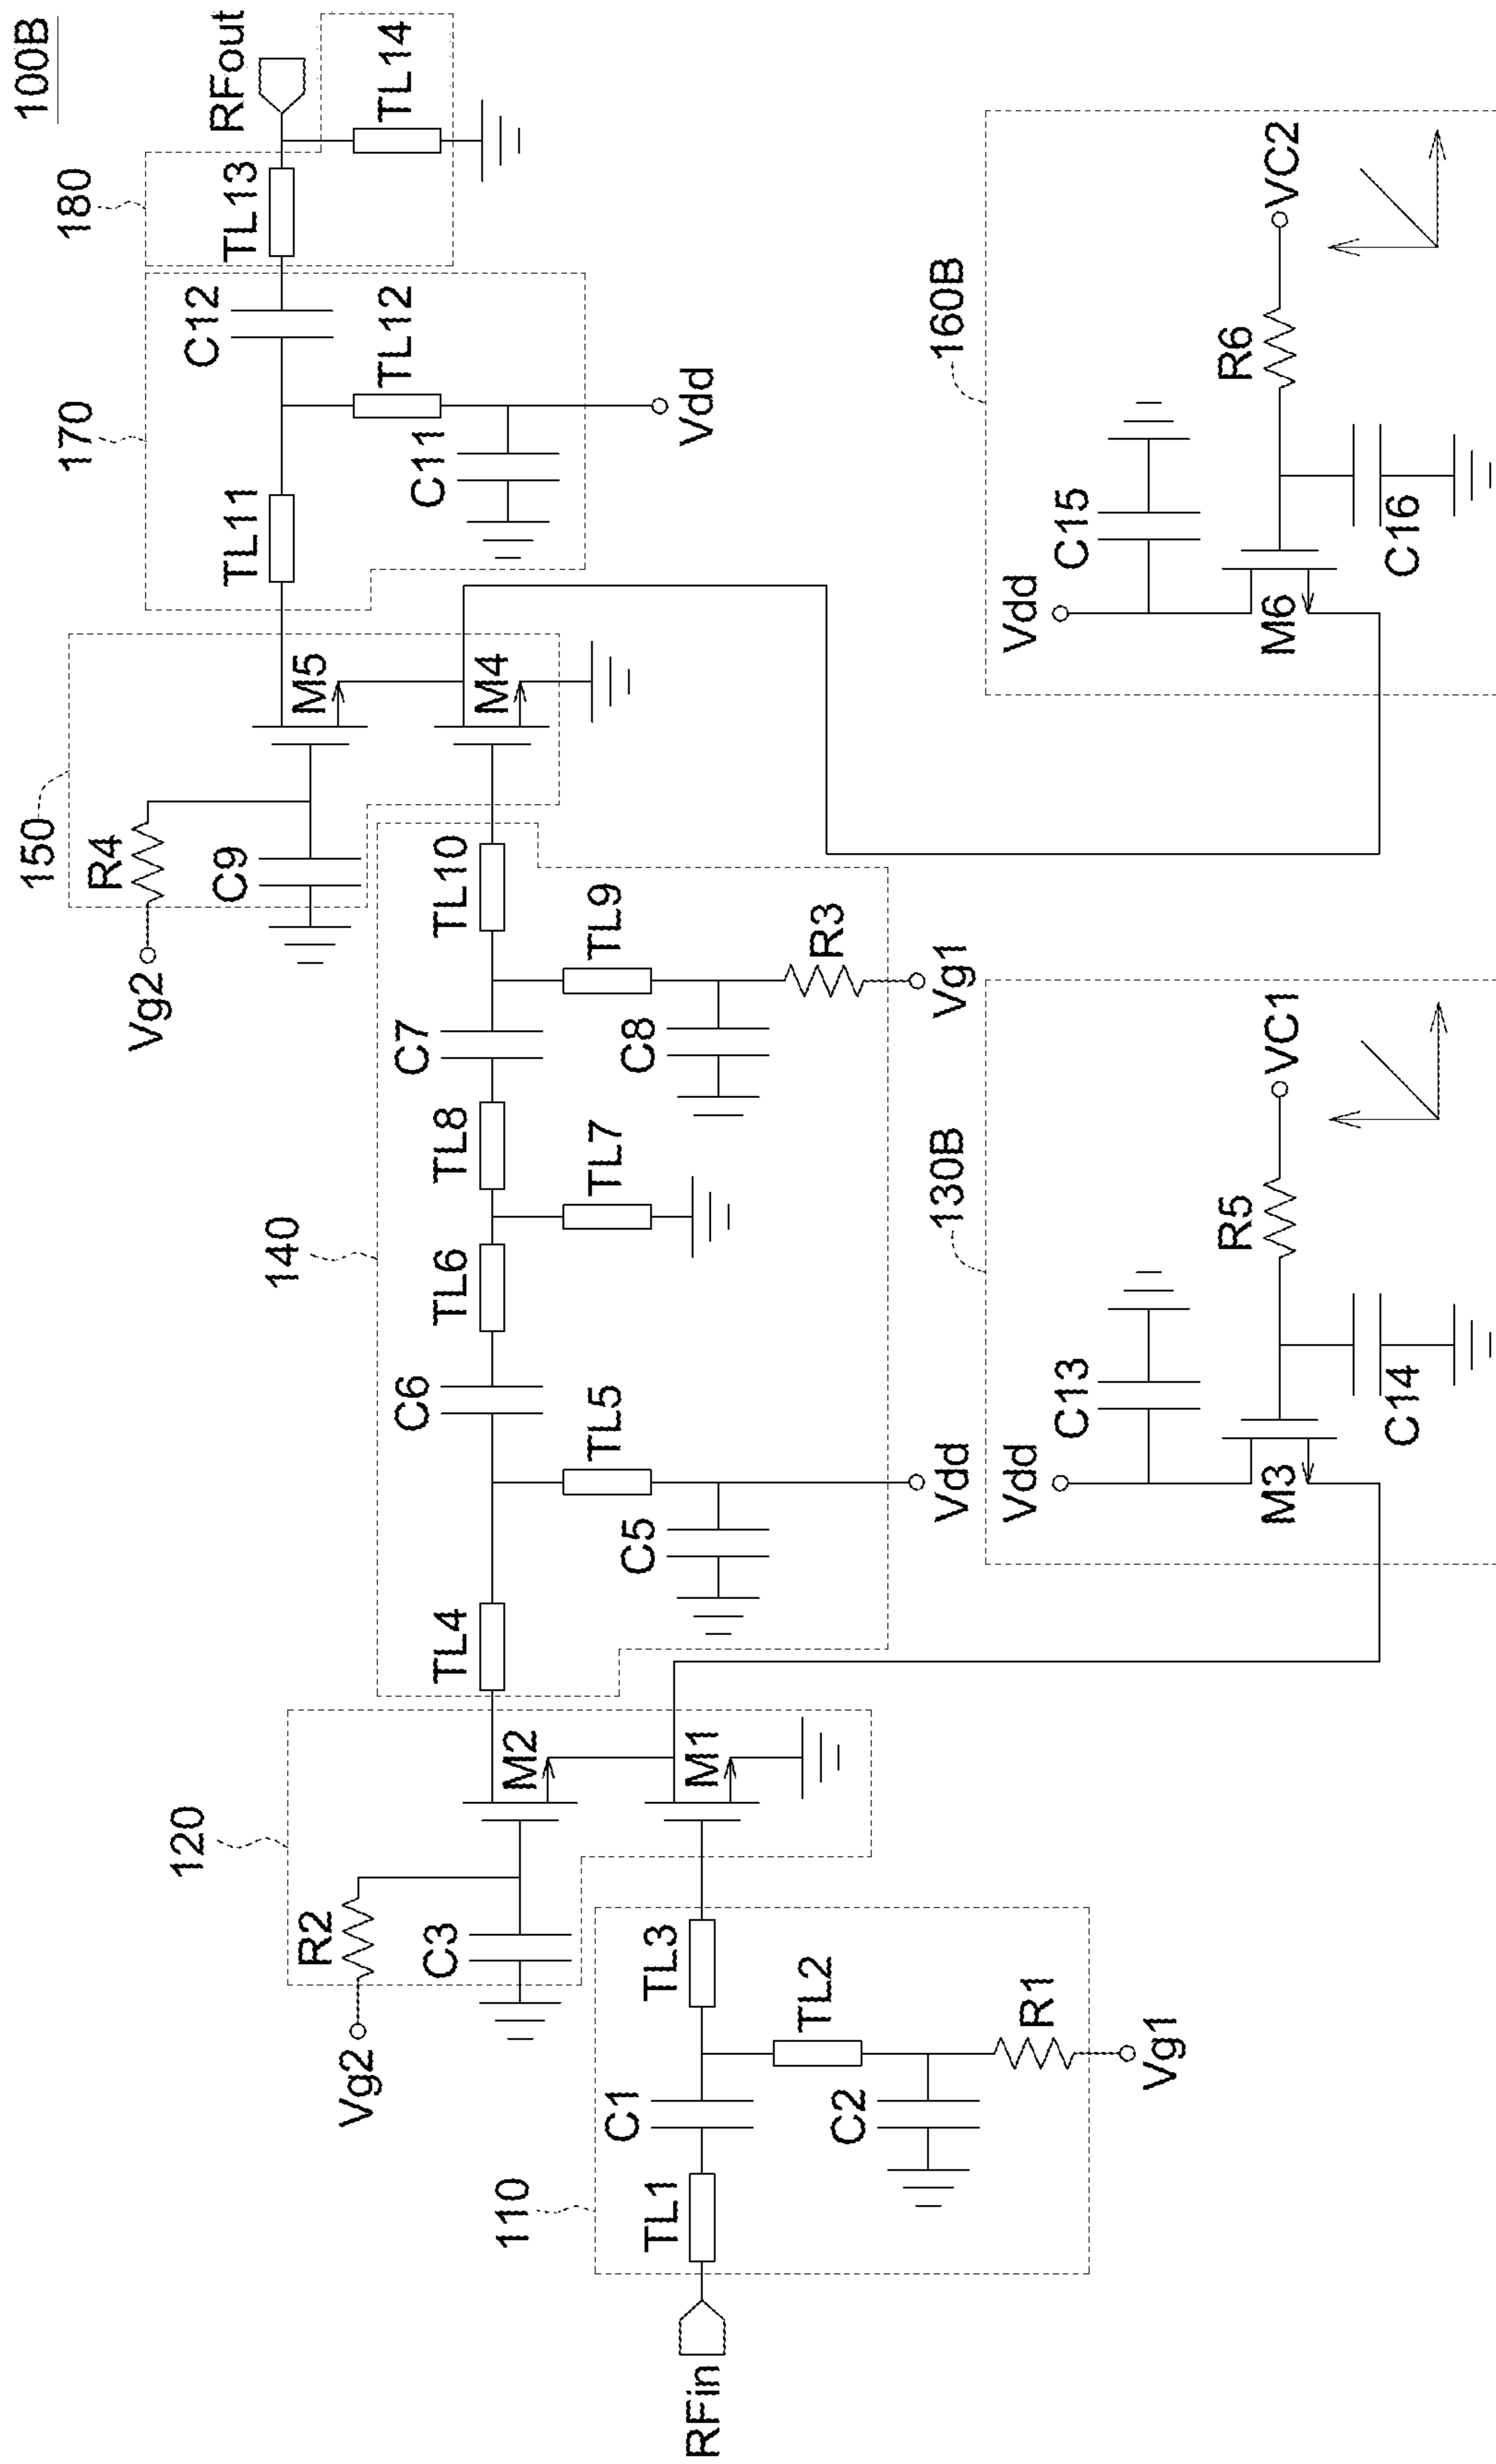 100B
RFin
110
TL1
C1
TL3
TL2
C2
R1
Vg1
120
Vg2
R2
C3
M2
M1
140
TL4
C6
TL6
TL8
C7
TL10
TL5
C5
Vdd
TL7
TL9
C8
R3
Vg1
150
Vg2
R4
C9
M5
M4
170
TL11
C12
TL12
C11
Vdd
180
TL13
RFout
TL14
130B
Vdd
C13
M3
R5
VC1
C14
160B
Vdd
C15
M6
R6
VC2
C16